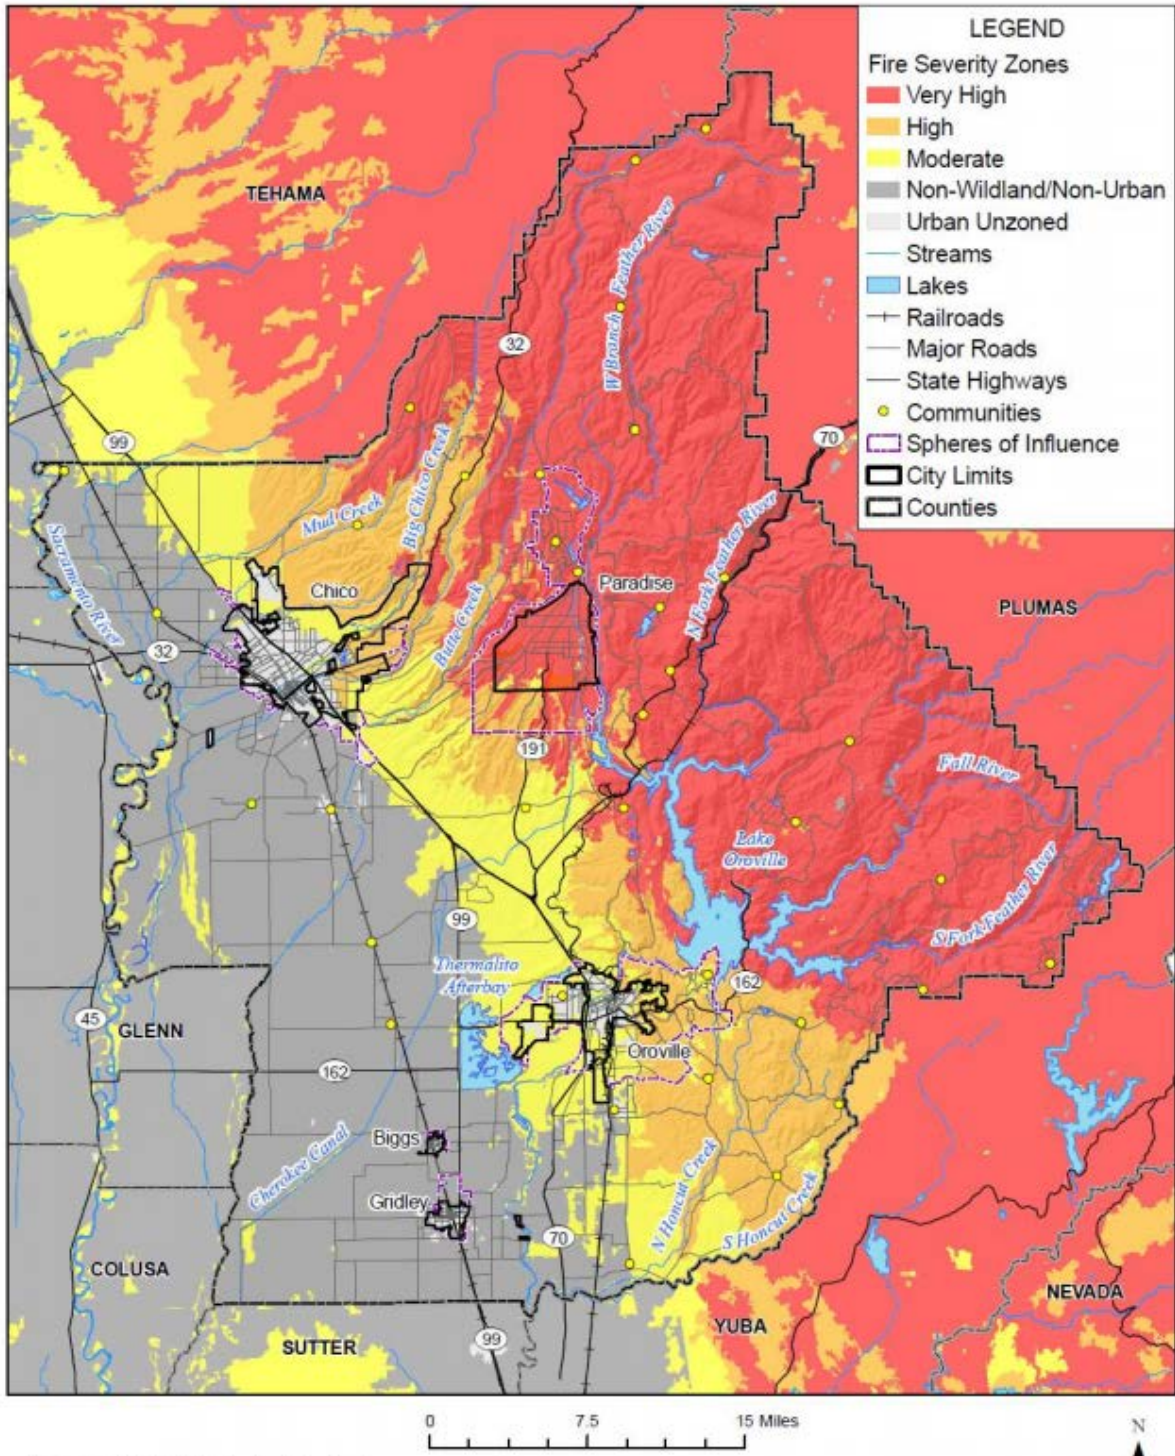 LEGEND
Fire Severity Zones
Very High
High
Moderate
Non-Wildland/Non-Urban
Urban Unzoned
Streams
Lakes
Railroads
Major Roads
State Highways
Communities
Spheres of Influence
City Limits
Counties
TEHAMA
W Branch Feather River
32
70
99
Big Chico Creek
Mud Creek
Sacramento River
N Fork Feather River
Chico
Paradise
PLUMAS
Butte Creek
32
191
Fall River
Lake
Oroville
S Fork Feather River
99
Thermalito
Afterbay
162
45
GLENN
Oroville
162
Biggs
Cherokee Canal
Gridley
N Honcut Creek
S Honcut Creek
70
COLUSA
NEVADA
YUBA
SUTTER
99
0 7.5 15 Miles
N